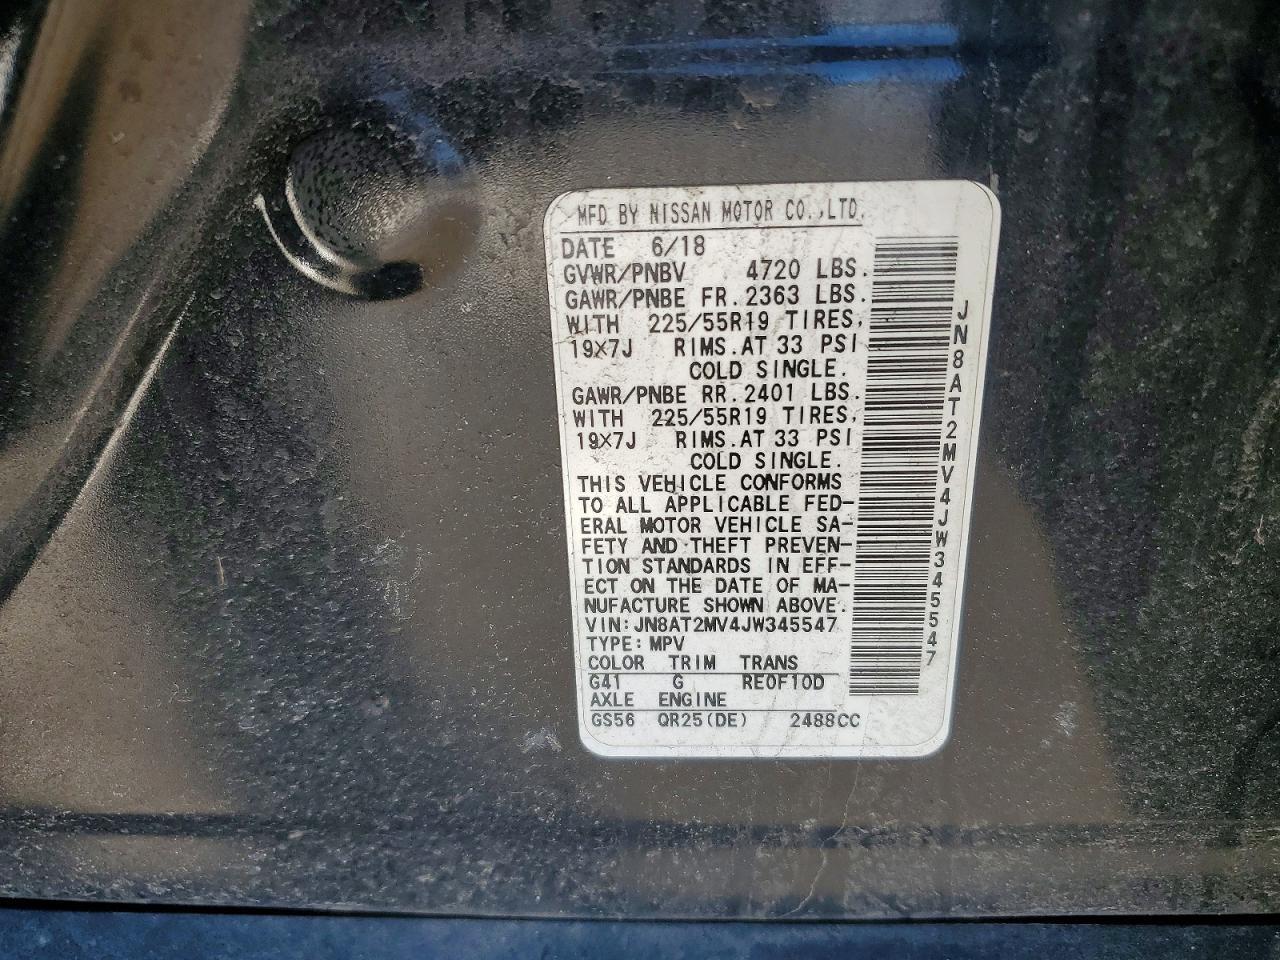 MFD BY NISSAN MOTOR CO.,LTD.
DATE 6/18
GVWR/PNBV 4720 LBS.
GAWR/PNBE FR. 2363 LBS.
WITH 225/55R19 TIRES,
19X7J RIMS. AT 33 PSI
COLD SINGLE.
GAWR/PNBE RR. 2401 LBS.
WITH 225/55R19 TIRES,
19X7J RIMS. AT 33 PSI
COLD SINGLE.
THIS VEHICLE CONFORMS
TO ALL APPLICABLE FED-
ERAL MOTOR VEHICLE SA-
FETY AND THEFT PREVEN-
TION STANDARDS IN EFF-
ECT ON THE DATE OF MA-
NUFACTURE SHOWN ABOVE.
VIN: JN8AT2MV4JW345547
TYPE: MPV
COLOR TRIM TRANS
G41 G RE0F10D
AXLE ENGINE
GS56 QR25(DE) 2488CC
JN8AT2MV4JW345547